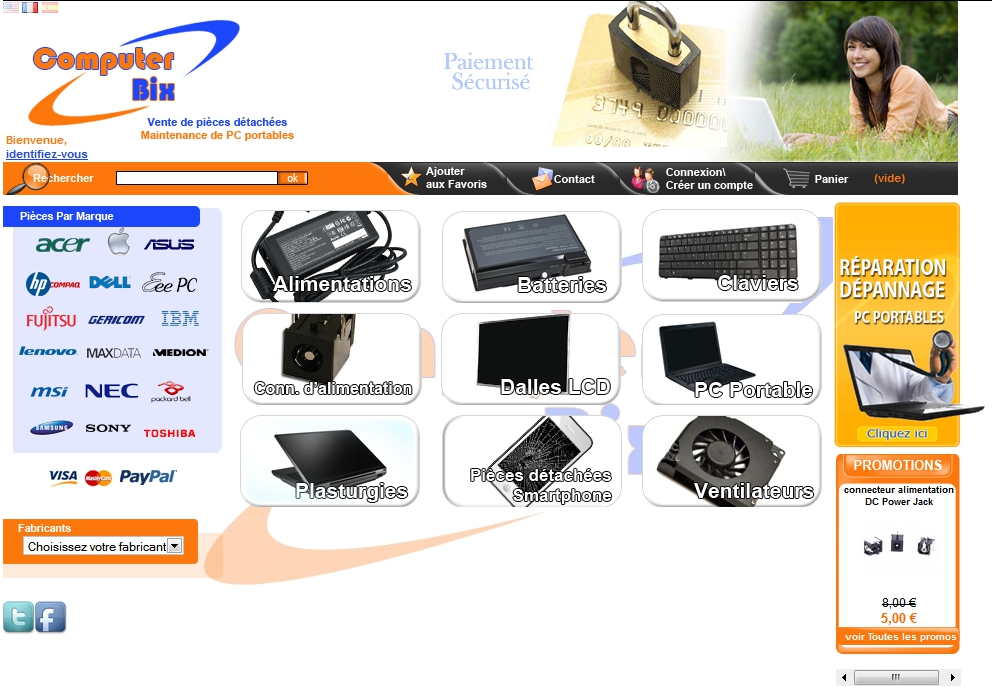 Computer
Bix
Vente de pièces détachées
Maintenance de PC portables
Paiement
Sécurisé
Bienvenue,
identifiez-vous
Rechercher
ok
Ajouter
aux Favoris
Contact
Connexion\
Créer un compte
Panier
(vide)
Pièces Par Marque
acer
ASUS
hp COMPAQ
DELL
Eee PC
FUJITSU
GERICOM
IBM
lenovo
MAXDATA
MEDION
msi
NEC
packard bell
SAMSUNG
SONY
TOSHIBA
VISA
MasterCard
PayPal
Fabricants
Choisissez votre fabricant
Alimentations
Batteries
Claviers
Conn. d'alimentation
Dalles LCD
PC Portable
Plasturgies
Pièces détachées
Smartphone
Ventilateurs
RÉPARATION
DÉPANNAGE
PC PORTABLES
Cliquez ici
PROMOTIONS
connecteur alimentation
DC Power Jack
8,00 €
5,00 €
voir Toutes les promos